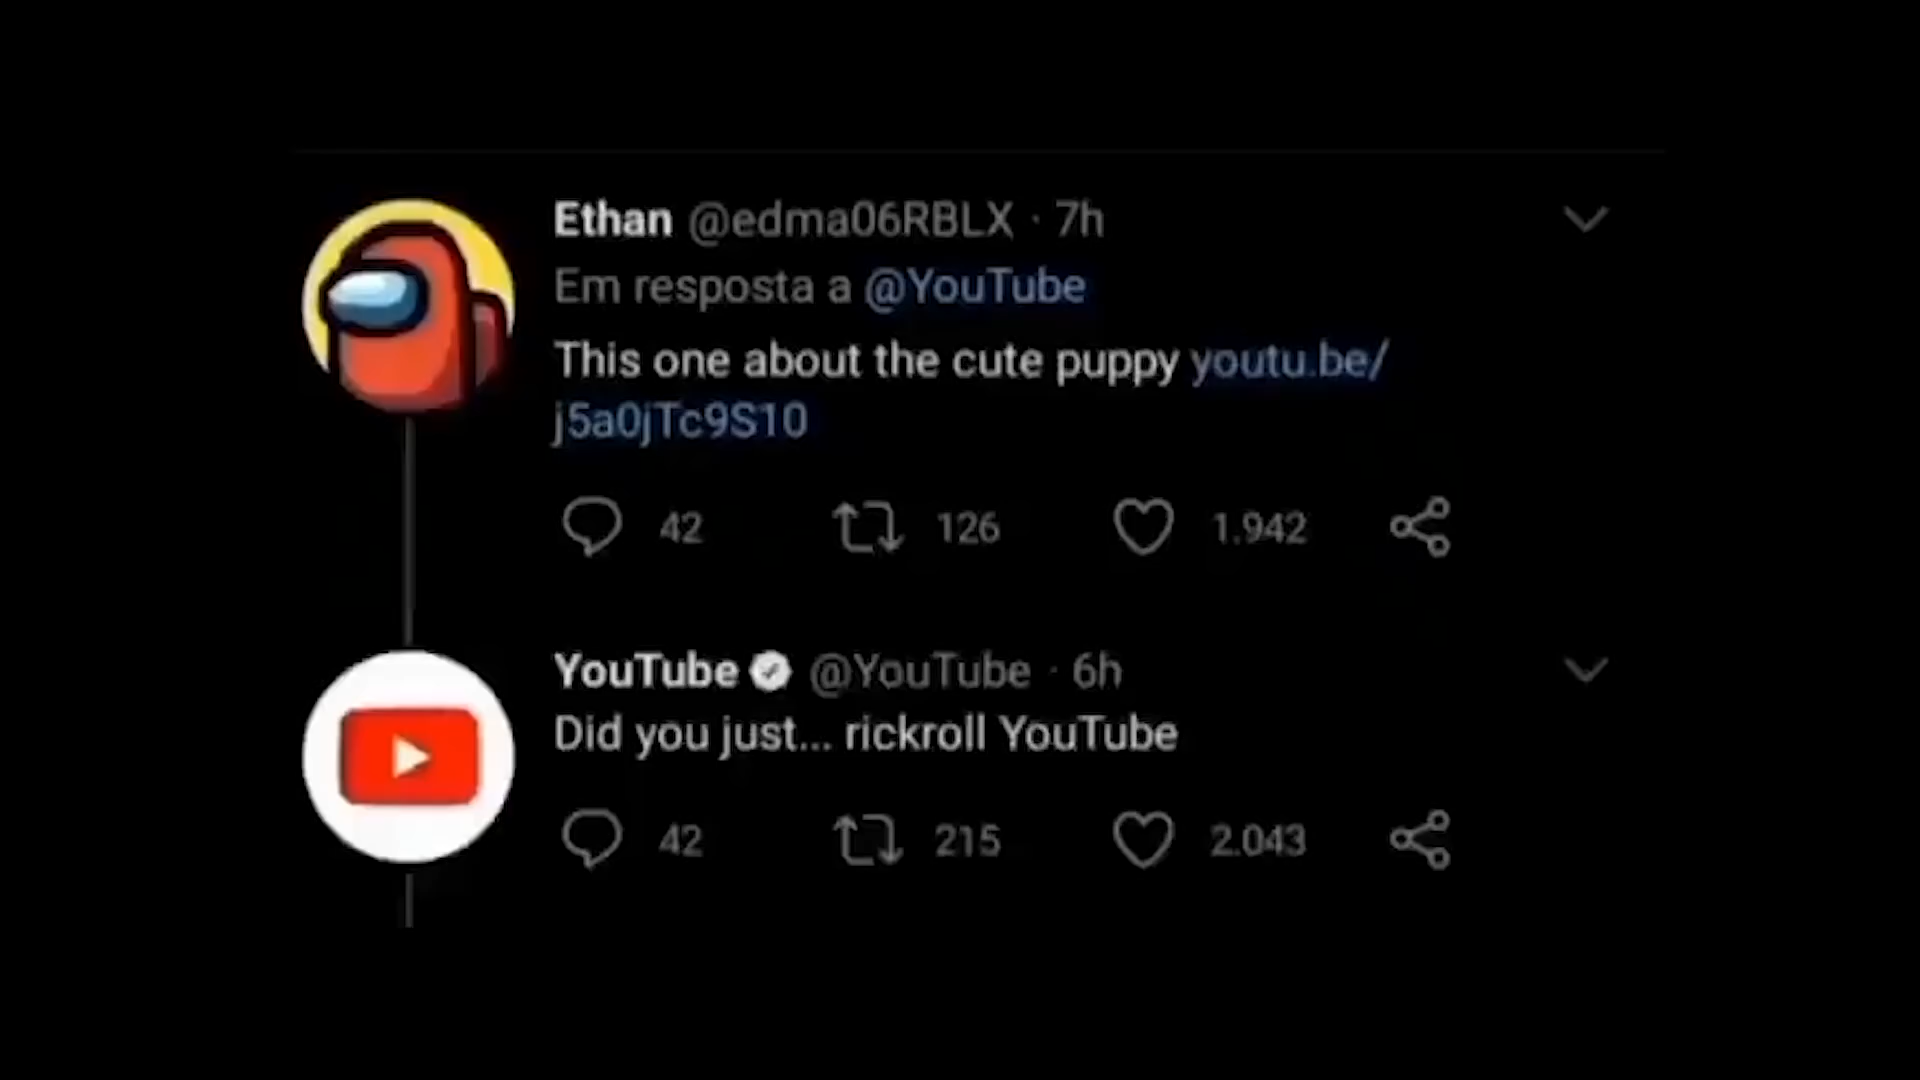 Ethan @edma06RBLX · 7h
Em resposta a @YouTube
This one about the cute puppy youtu.be/
j5a0jTc9S10
42 126 1.942
YouTube @YouTube · 6h
Did you just... rickroll YouTube
42 215 2.043